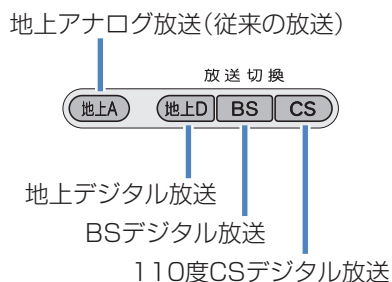 地上アナログ放送(従来の放送)
放送切換
地上A 地上D BS CS
地上デジタル放送
BSデジタル放送
110度CSデジタル放送